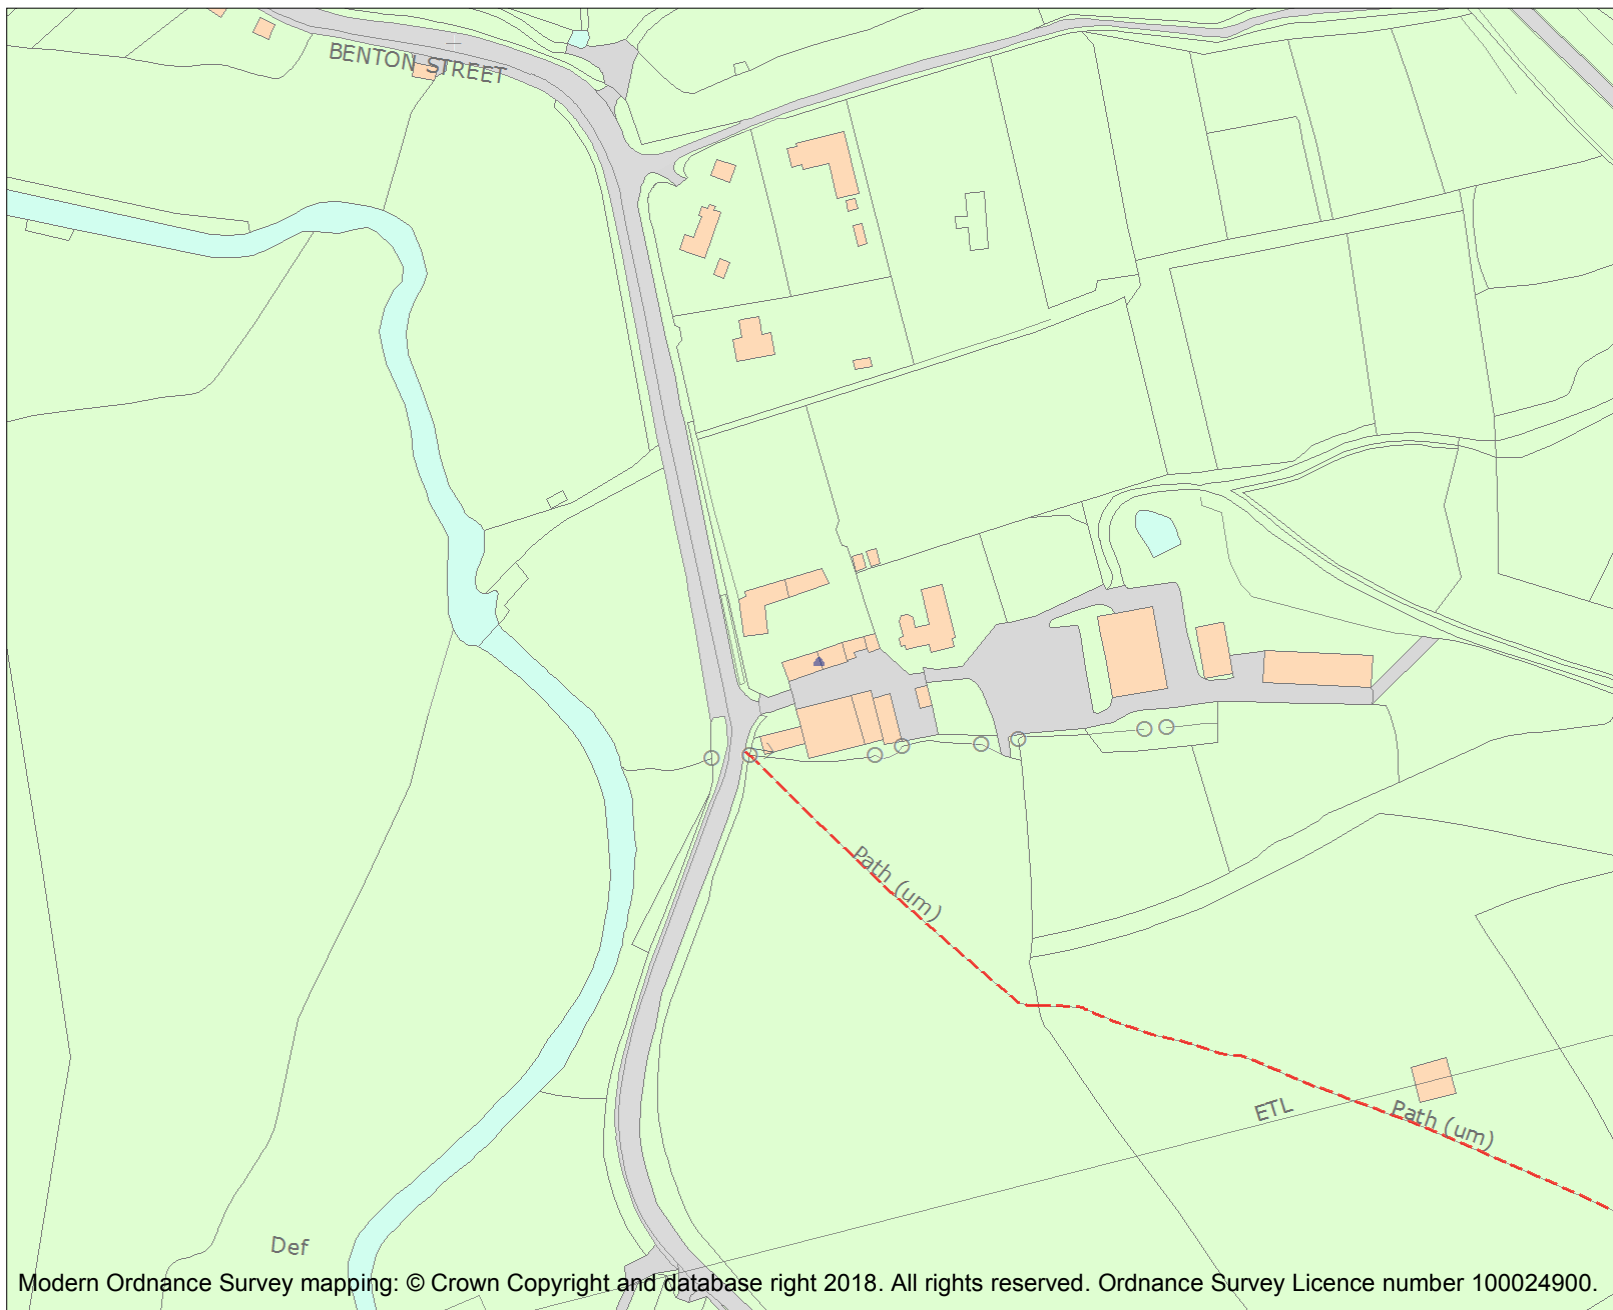 BENTON STREET
Path (um)
ETL
Path (um)
Def
Modern Ordnance Survey mapping: © Crown Copyright and database right 2018. All rights reserved. Ordnance Survey Licence number 100024900.